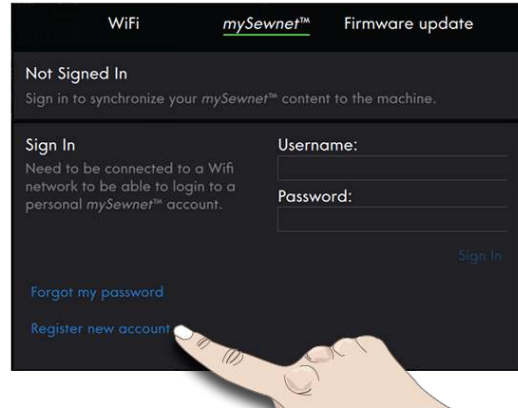 WiFi mySewnet™ Firmware update
Not Signed In
Sign in to synchronize your mySewnet™ content to the machine.
Sign In
Need to be connected to a Wifi
network to be able to login to a
personal mySewnet™ account.
Username:
Password:
Sign In
Forgot my password
Register new account